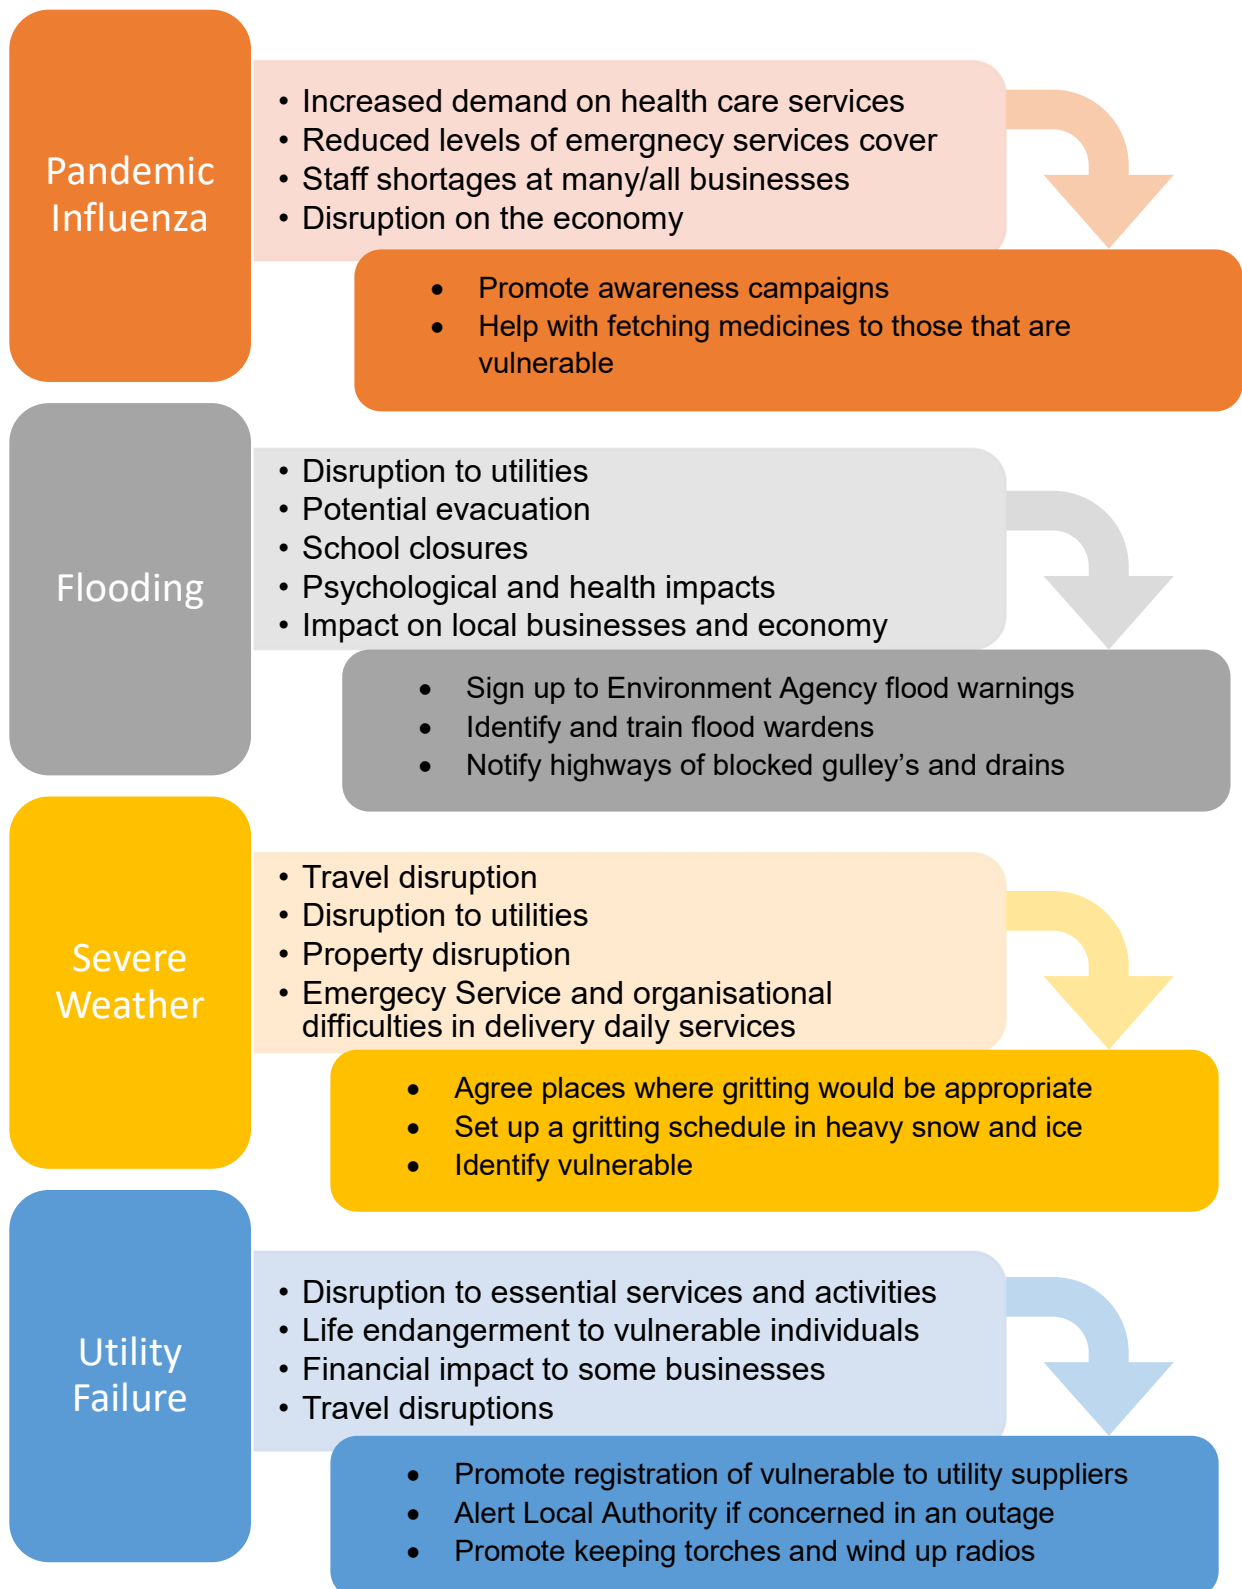 Pandemic
Influenza
• Increased demand on health care services
• Reduced levels of emergnecy services cover
• Staff shortages at many/all businesses
• Disruption on the economy
• Promote awareness campaigns
• Help with fetching medicines to those that are
vulnerable
Flooding
• Disruption to utilities
• Potential evacuation
• School closures
• Psychological and health impacts
• Impact on local businesses and economy
• Sign up to Environment Agency flood warnings
• Identify and train flood wardens
• Notify highways of blocked gulley’s and drains
Severe
Weather
• Travel disruption
• Disruption to utilities
• Property disruption
• Emergecy Service and organisational
difficulties in delivery daily services
• Agree places where gritting would be appropriate
• Set up a gritting schedule in heavy snow and ice
• Identify vulnerable
Utility
Failure
• Disruption to essential services and activities
• Life endangerment to vulnerable individuals
• Financial impact to some businesses
• Travel disruptions
• Promote registration of vulnerable to utility suppliers
• Alert Local Authority if concerned in an outage
• Promote keeping torches and wind up radios